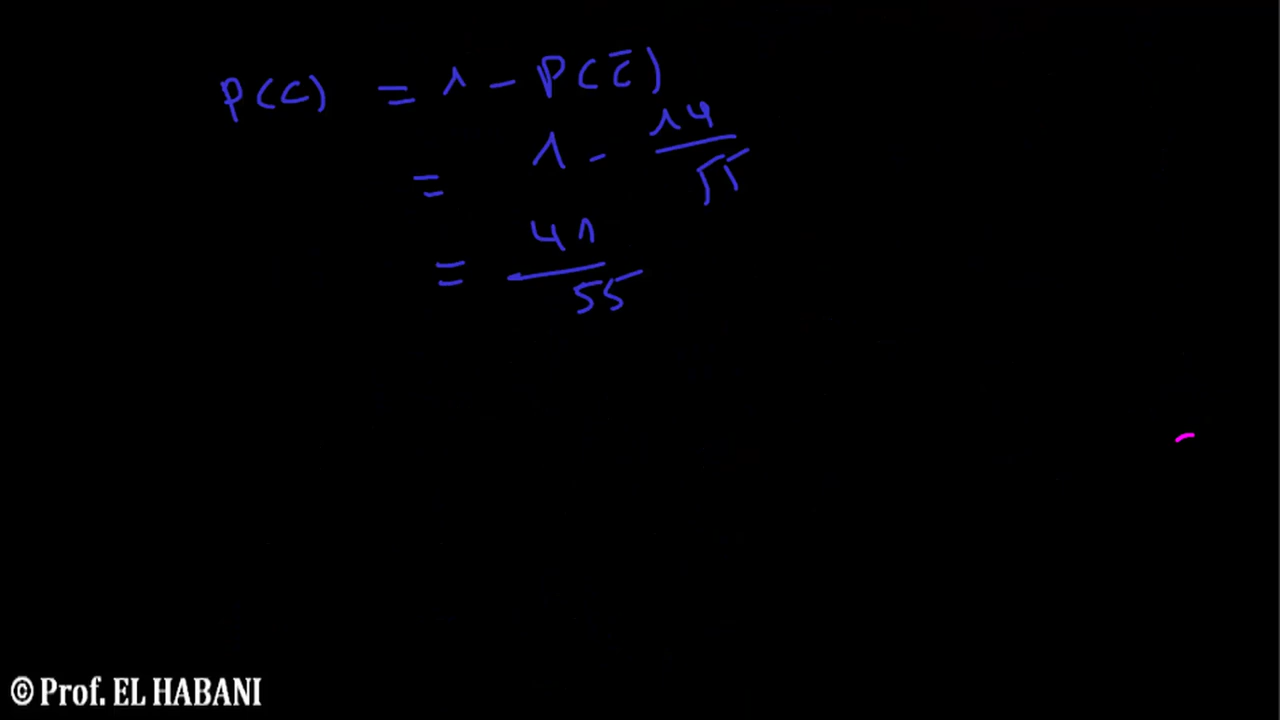 P(C) = 1 - P(C̅)
= 1 - 14/55
= 41/55
© Prof. EL HABANI